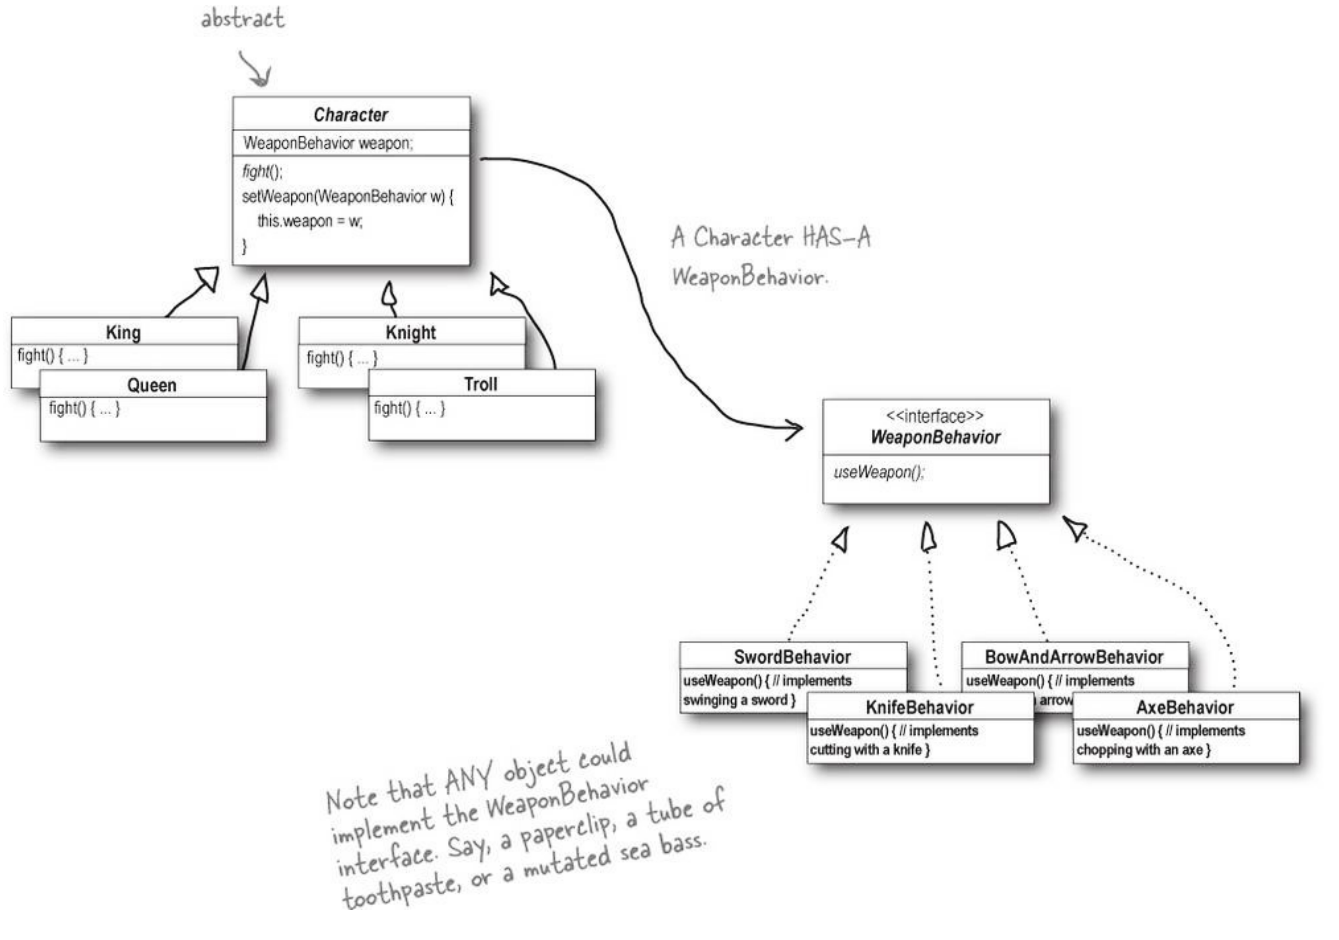 abstract
Character
WeaponBehavior weapon;
fight();
setWeapon(WeaponBehavior w) {
this.weapon = w;
}
A Character HAS-A
WeaponBehavior.
King
fight() { ... }
Queen
fight() { ... }
Knight
fight() { ... }
Troll
fight() { ... }
<<interface>>
WeaponBehavior
useWeapon();
SwordBehavior
useWeapon() { // implements
swinging a sword }
KnifeBehavior
useWeapon() { // implements
cutting with a knife }
BowAndArrowBehavior
useWeapon() { // implements
arrow
AxeBehavior
useWeapon() { // implements
chopping with an axe }
Note that ANY object could
implement the WeaponBehavior
interface. Say, a paperclip, a tube of
toothpaste, or a mutated sea bass.